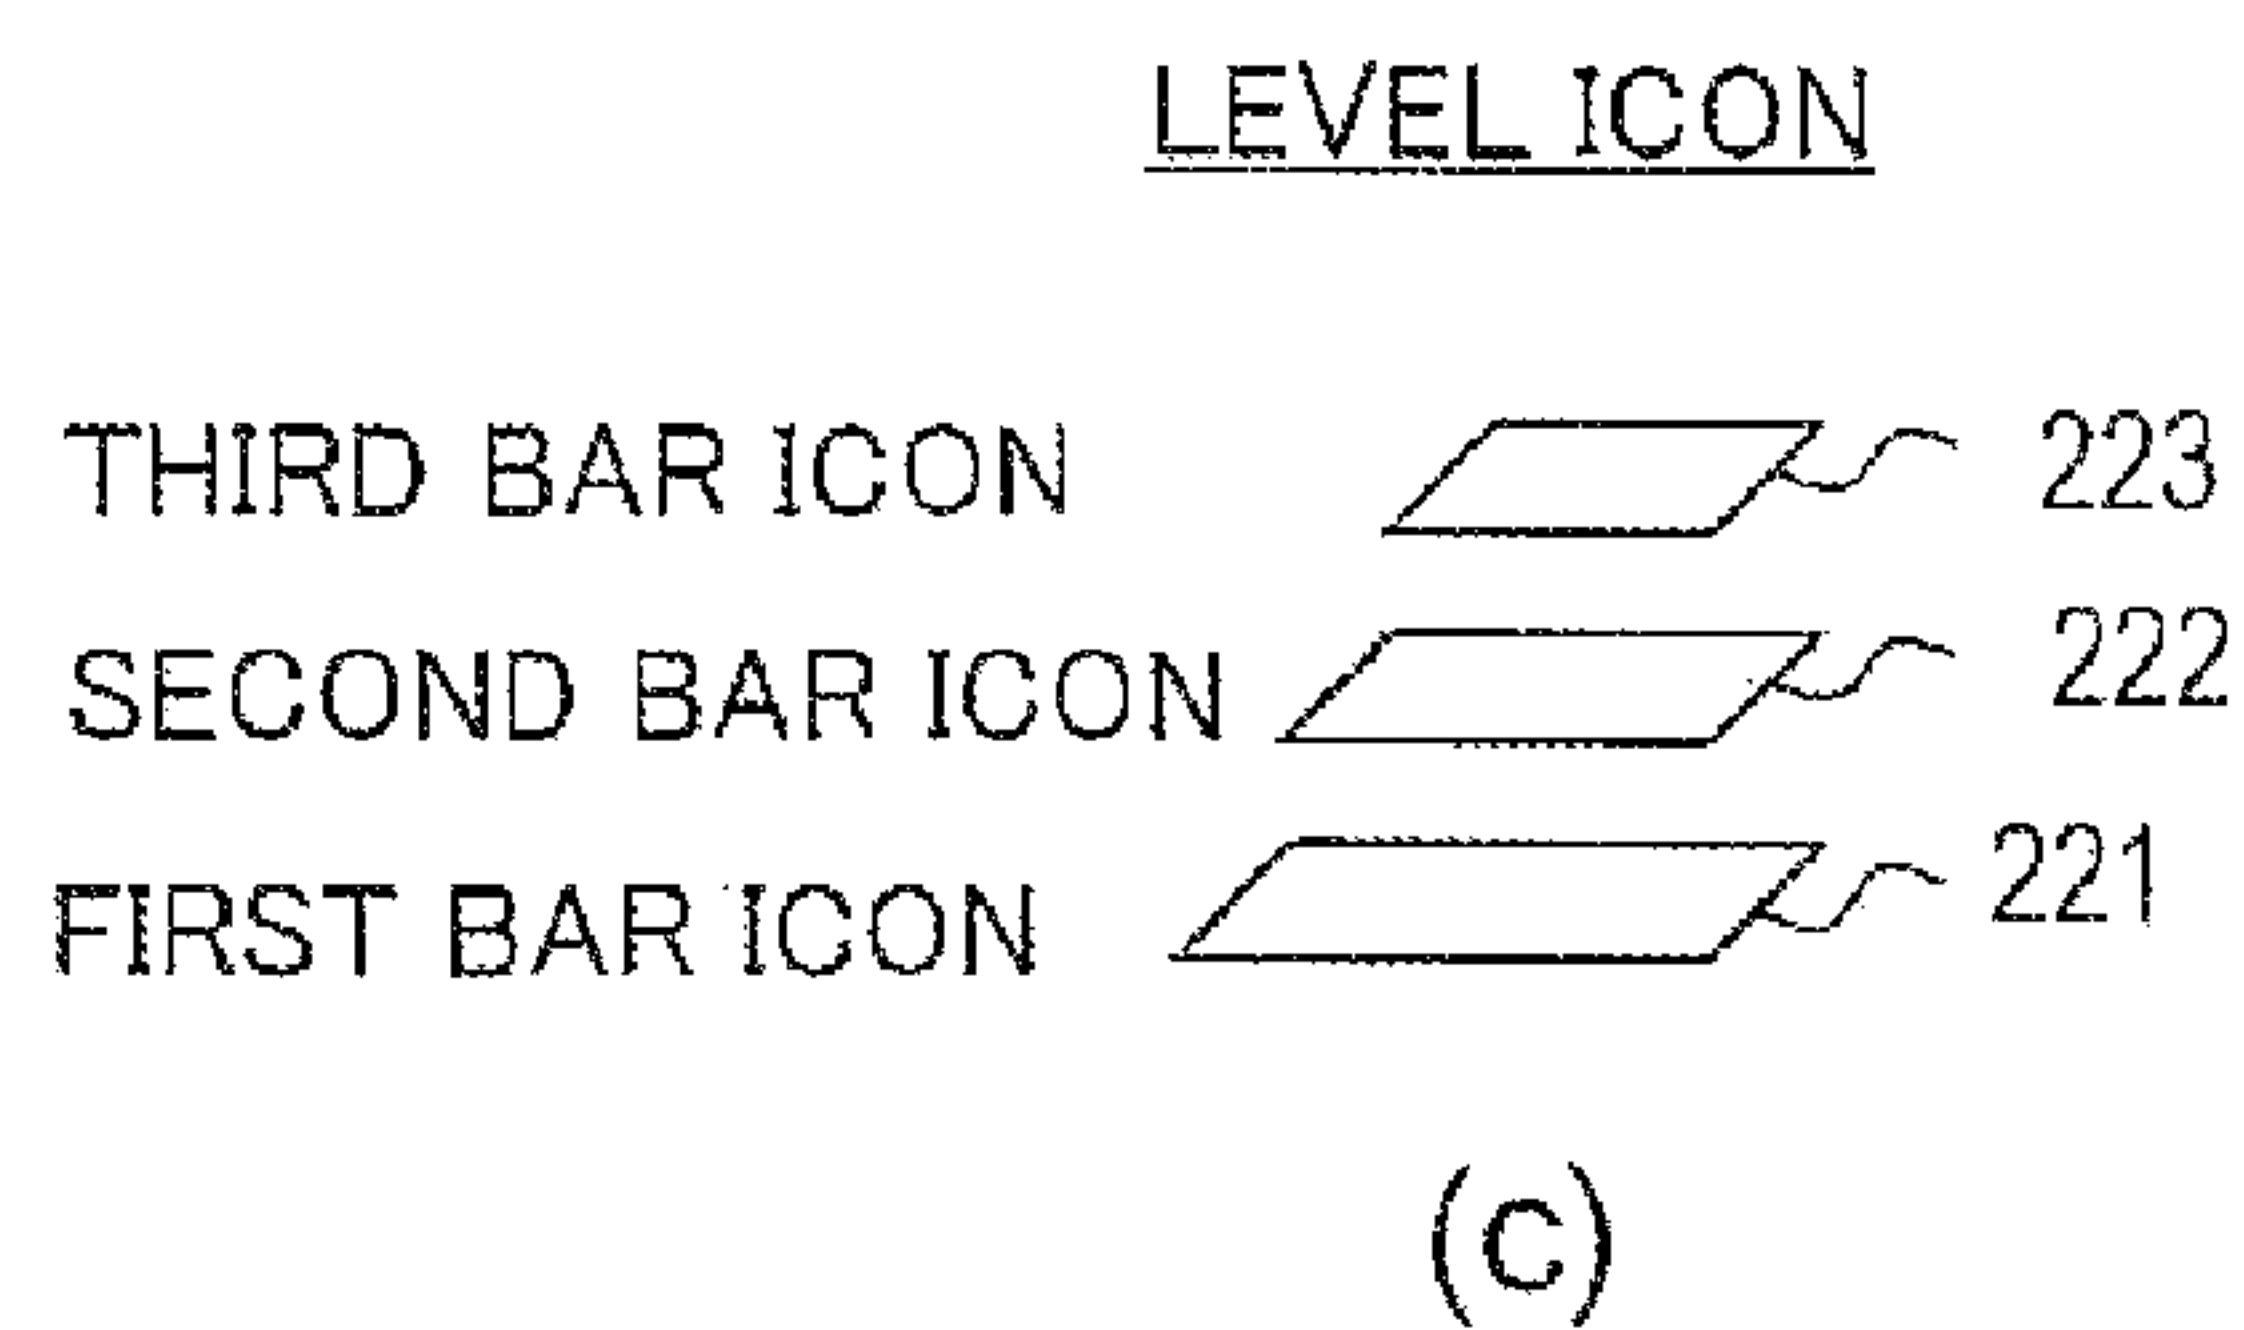 LEVEL ICON
THIRD BAR ICON 223
SECOND BAR ICON 222
FIRST BAR ICON 221
(C)